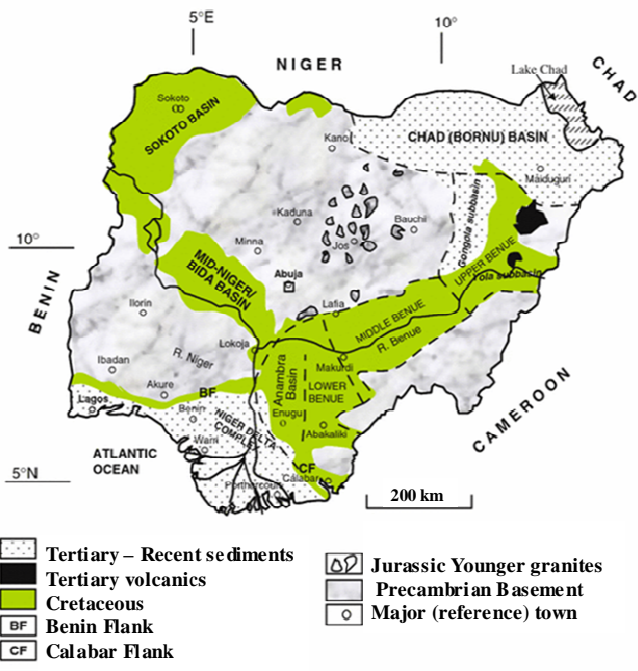 5°E
10°
NIGER
CHAD
Lake Chad
Sokoto
SOKOTO BASIN
Kano
CHAD (BORNU) BASIN
Maiduguri
Gongola subbasin
Kaduna
Bauchi
Jos
Minna
10°
MID-NIGER/
BIDA BASIN
Abuja
UPPER BENUE
Yola subbasin
BENIN
Ilorin
Lafia
MIDDLE BENUE
R. Benue
R. Niger
Lokoja
Makurdi
Ibadan
Akure
BF
Anambra
Basin
LOWER
BENUE
CAMEROON
Lagos
Benin
NIGER DELTA
COMPLEX
Enugu
Abakaliki
Warri
ATLANTIC
OCEAN
CF
Calabar
5°N
Portharcourt
200 km
Tertiary – Recent sediments
Tertiary volcanics
Cretaceous
BF Benin Flank
CF Calabar Flank
Jurassic Younger granites
Precambrian Basement
Major (reference) town